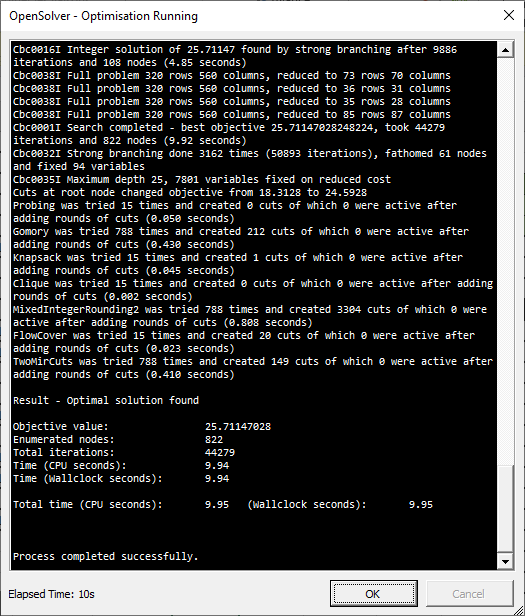 OpenSolver - Optimisation Running
Cbc0016I Integer solution of 25.71147 found by strong branching after 9886
iterations and 108 nodes (4.85 seconds)
Cbc0038I Full problem 320 rows 560 columns, reduced to 73 rows 70 columns
Cbc0038I Full problem 320 rows 560 columns, reduced to 36 rows 31 columns
Cbc0038I Full problem 320 rows 560 columns, reduced to 35 rows 28 columns
Cbc0038I Full problem 320 rows 560 columns, reduced to 85 rows 87 columns
Cbc0001I Search completed - best objective 25.71147028248224, took 44279
iterations and 822 nodes (9.92 seconds)
Cbc0032I Strong branching done 3162 times (50893 iterations), fathomed 61 nodes
and fixed 94 variables
Cbc0035I Maximum depth 25, 7801 variables fixed on reduced cost
Cuts at root node changed objective from 18.3128 to 24.5928
Probing was tried 15 times and created 0 cuts of which 0 were active after
adding rounds of cuts (0.050 seconds)
Gomory was tried 788 times and created 212 cuts of which 0 were active after
adding rounds of cuts (0.430 seconds)
Knapsack was tried 15 times and created 1 cuts of which 0 were active after
adding rounds of cuts (0.045 seconds)
Clique was tried 15 times and created 0 cuts of which 0 were active after adding
rounds of cuts (0.002 seconds)
MixedIntegerRounding2 was tried 788 times and created 3304 cuts of which 0 were
active after adding rounds of cuts (0.808 seconds)
FlowCover was tried 15 times and created 20 cuts of which 0 were active after
adding rounds of cuts (0.023 seconds)
TwoMirCuts was tried 788 times and created 149 cuts of which 0 were active after
adding rounds of cuts (0.410 seconds)
Result - Optimal solution found
Objective value: 25.71147028
Enumerated nodes: 822
Total iterations: 44279
Time (CPU seconds): 9.94
Time (Wallclock seconds): 9.94
Total time (CPU seconds): 9.95 (Wallclock seconds): 9.95
Process completed successfully.
Elapsed Time: 10s
OK
Cancel